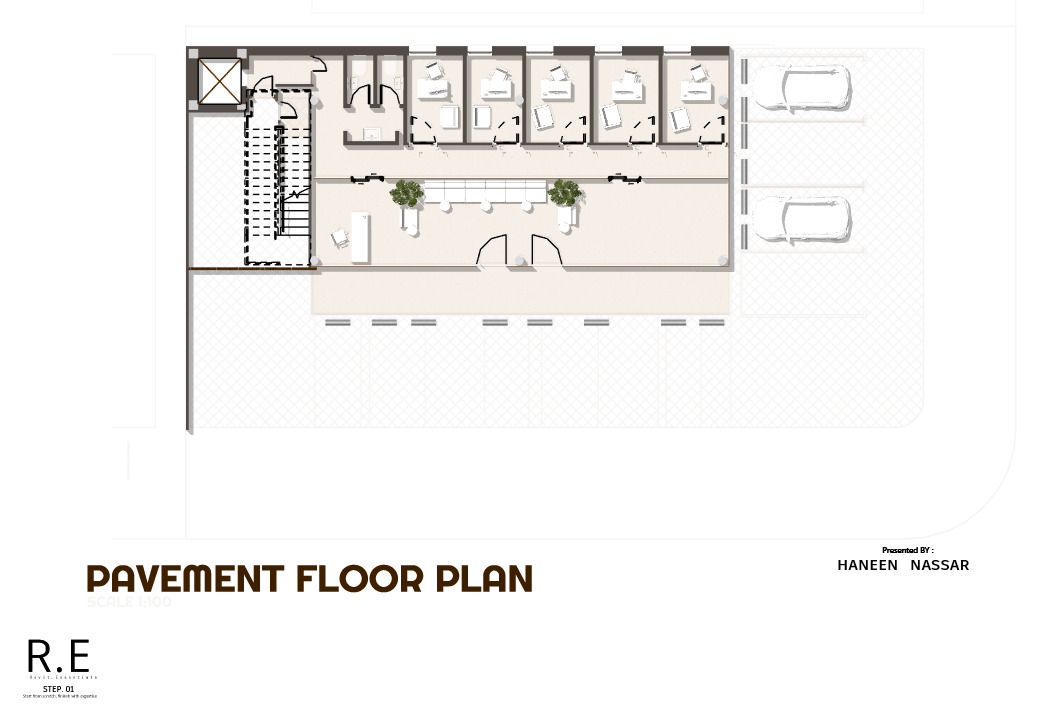 Presented BY :
HANEEN NASSAR
PAVEMENT FLOOR PLAN
SCALE 1:100
R.E
Revit.Essentials
STEP. 01
Start from scratch, finish with expertise